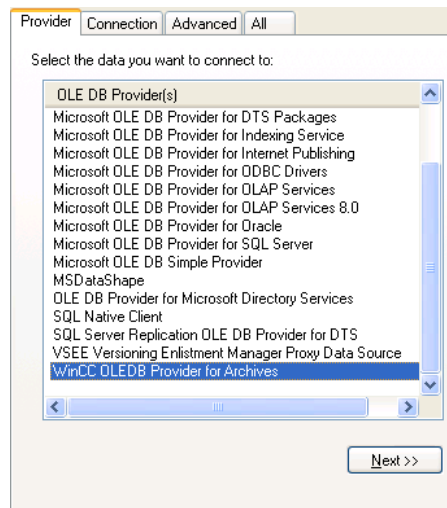 Provider Connection Advanced All
Select the data you want to connect to:
OLE DB Provider(s)
Microsoft OLE DB Provider for DTS Packages
Microsoft OLE DB Provider for Indexing Service
Microsoft OLE DB Provider for Internet Publishing
Microsoft OLE DB Provider for ODBC Drivers
Microsoft OLE DB Provider for OLAP Services
Microsoft OLE DB Provider for OLAP Services 8.0
Microsoft OLE DB Provider for Oracle
Microsoft OLE DB Provider for SQL Server
Microsoft OLE DB Simple Provider
MSDataShape
OLE DB Provider for Microsoft Directory Services
SQL Native Client
SQL Server Replication OLE DB Provider for DTS
VSEE Versioning Enlistment Manager Proxy Data Source
WinCC OLEDB Provider for Archives
Next >>